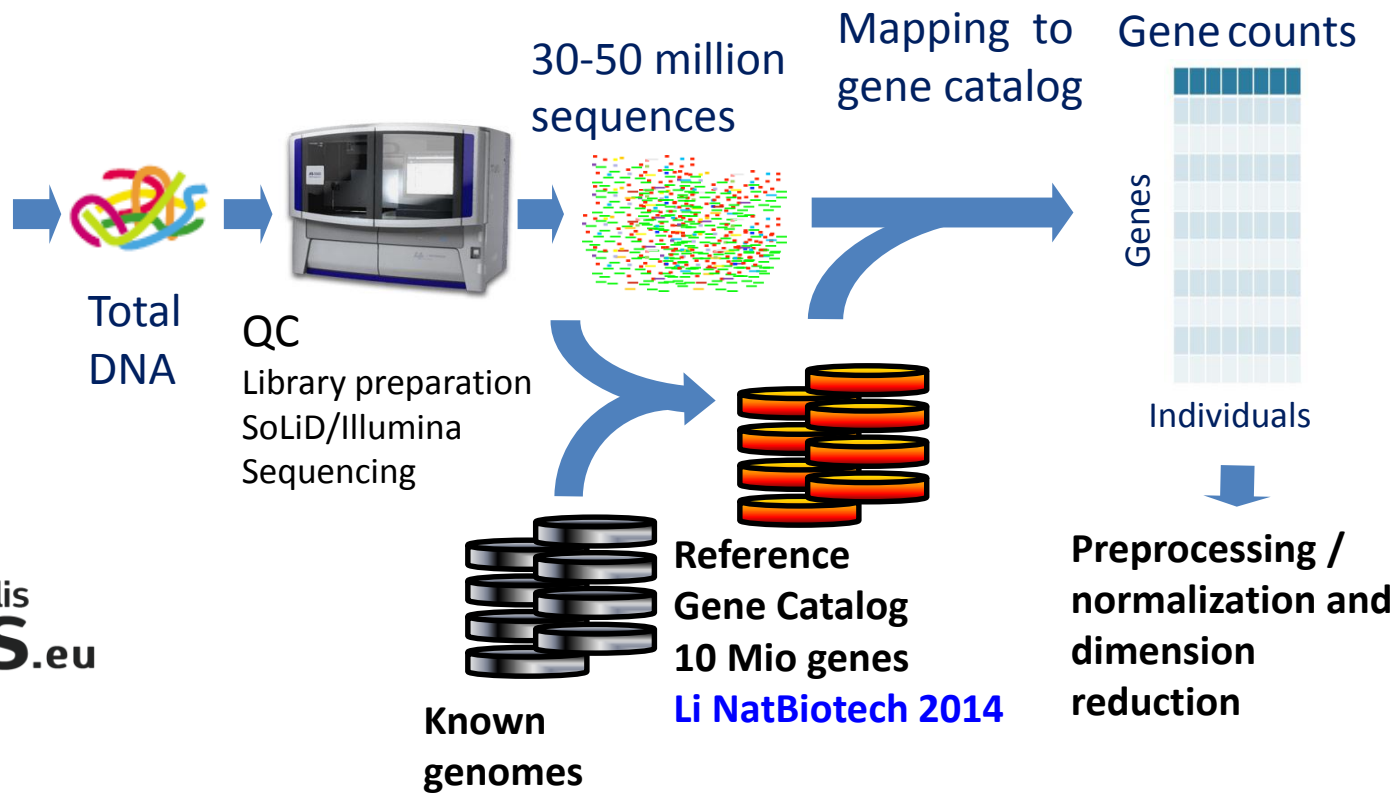 30-50 million
sequences
Mapping to
gene catalog
Gene counts
Genes
Individuals
Total
DNA
QC
Library preparation
SoLiD/Illumina
Sequencing
Known
genomes
Reference
Gene Catalog
10 Mio genes
Li NatBiotech 2014
Preprocessing /
normalization and
dimension
reduction
lis
S.eu